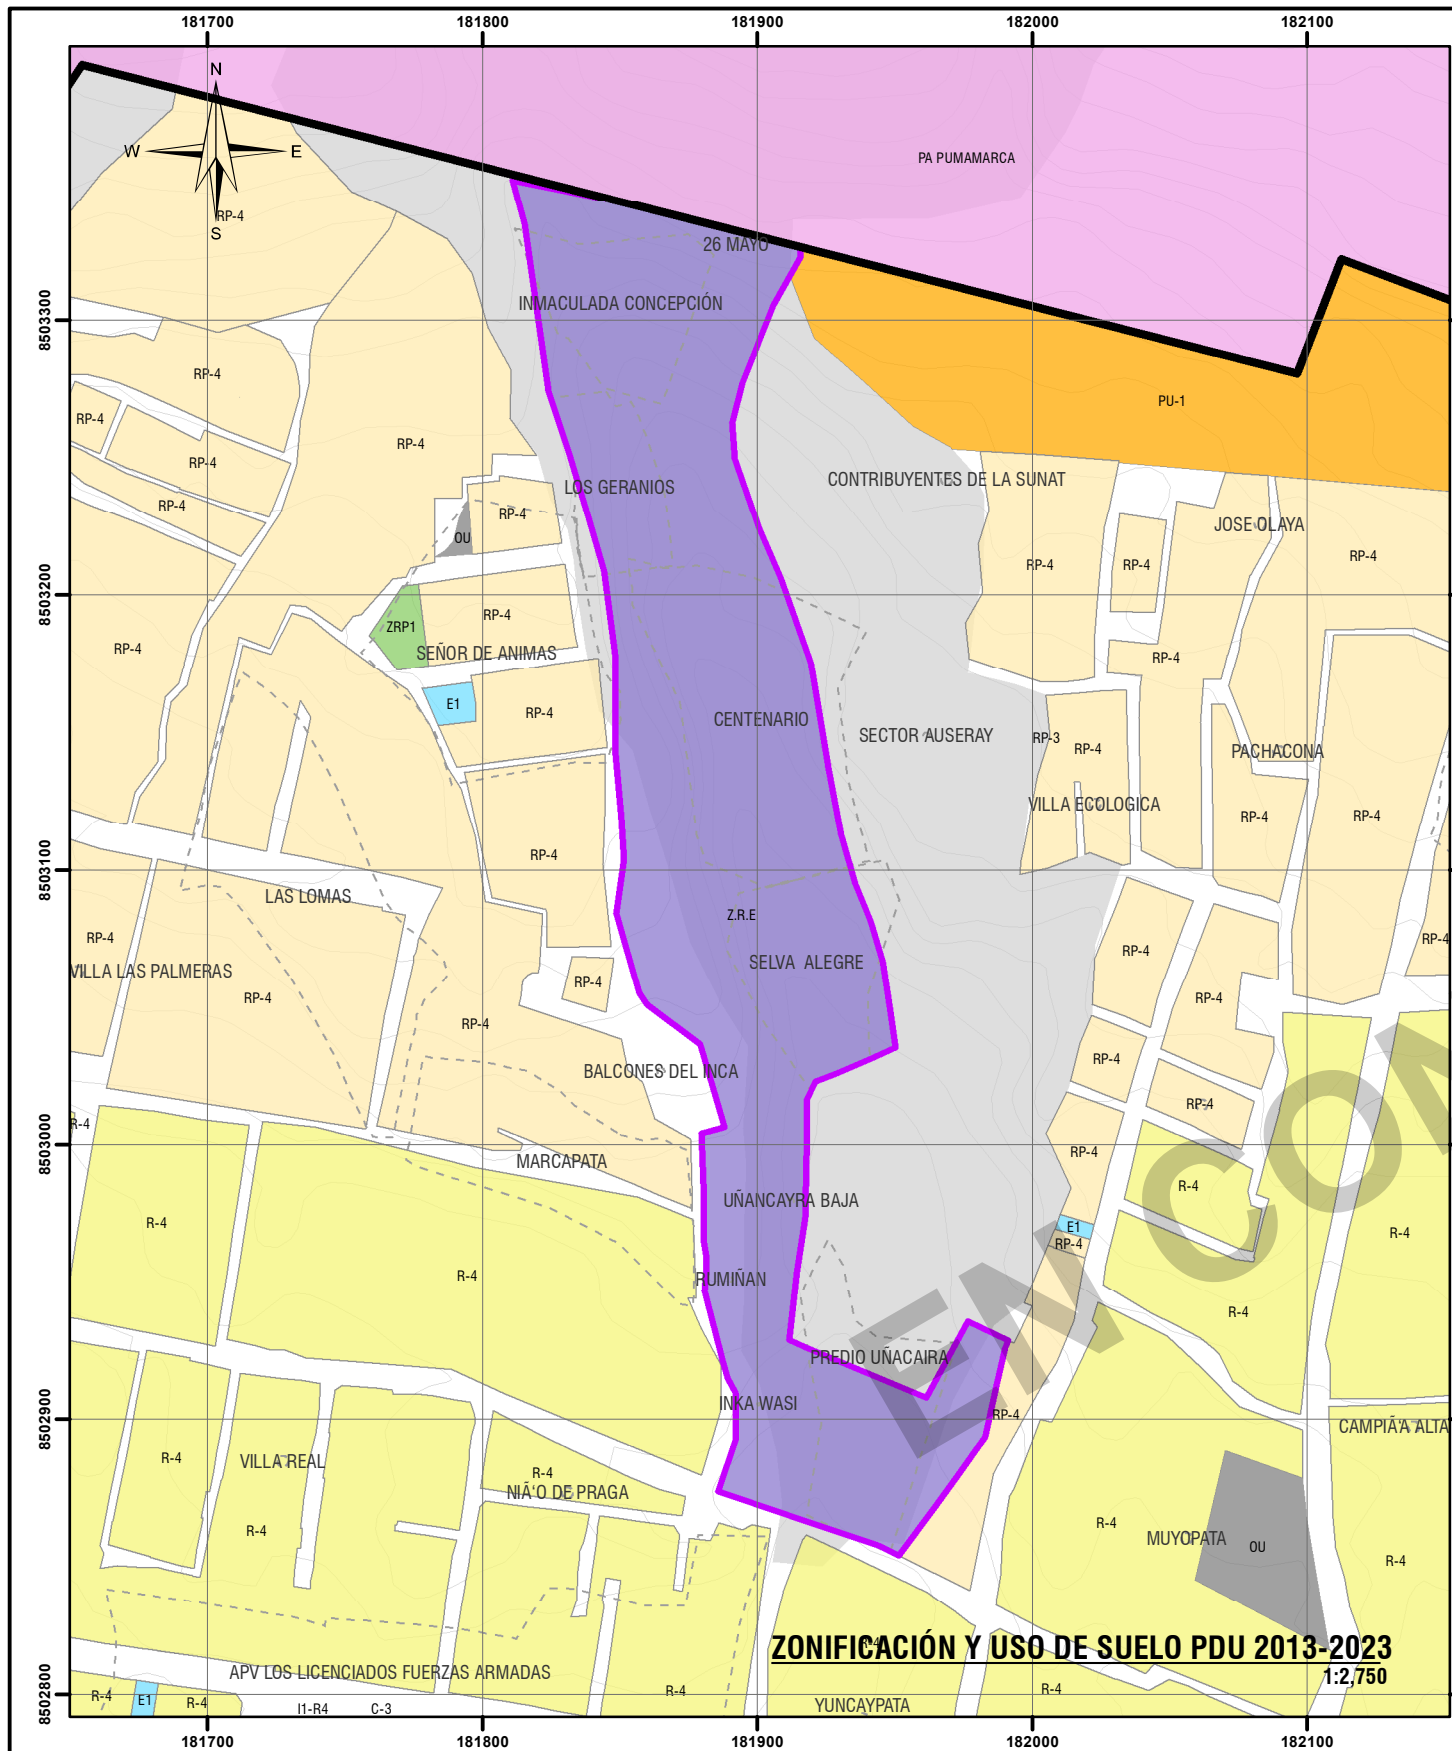 181700 181800 181900 182000 182100
N
W E
S
PA PUMAMARCA
RP-4
26 MAYO
INMACULADA CONCEPCIÓN
8503300
RP-4
PU-1
RP-4
RP-4
RP-4
CONTRIBUYENTES DE LA SUNAT
LOS GERANIOS
RP-4
RP-4
JOSE OLAYA
OU
RP-4
RP-4
RP-4
8503200
RP-4
ZRP1
RP-4
SEÑOR DE ANIMAS
RP-4
E1
RP-4
CENTENARIO
SECTOR AUSERAY
RP-3
RP-4
PACHACONA
VILLA ECOLOGICA
RP-4
RP-4
RP-4
8503100
LAS LOMAS
Z.R.E
RP-4
RP-4
RP-4
SELVA ALEGRE
VILLA LAS PALMERAS
RP-4
RP-4
RP-4
RP-4
RP-4
BALCONES DEL INCA
RP-4
R-4
8503000
RP-4
MARCAPATA
R-4
UÑANCAYRA BAJA
R-4
E1
R-4
RP-4
R-4
RUMIÑAN
R-4
PREDIO UÑACAIRA
INKA WASI
RP-4
8502900
CAMPIÃ'A ALTA
R-4
VILLA REAL
R-4
NIÃ'O DE PRAGA
R-4
R-4
MUYOPATA
OU
R-4
R-4
ZONIFICACIÓN Y USO DE SUELO PDU 2013-2023
1:2,750
APV LOS LICENCIADOS FUERZAS ARMADAS
8502800
R-4
E1
R-4
I1-R4
C-3
R-4
R-4
YUNCAYPATA
181700 181800 181900 182000 182100
EN CON